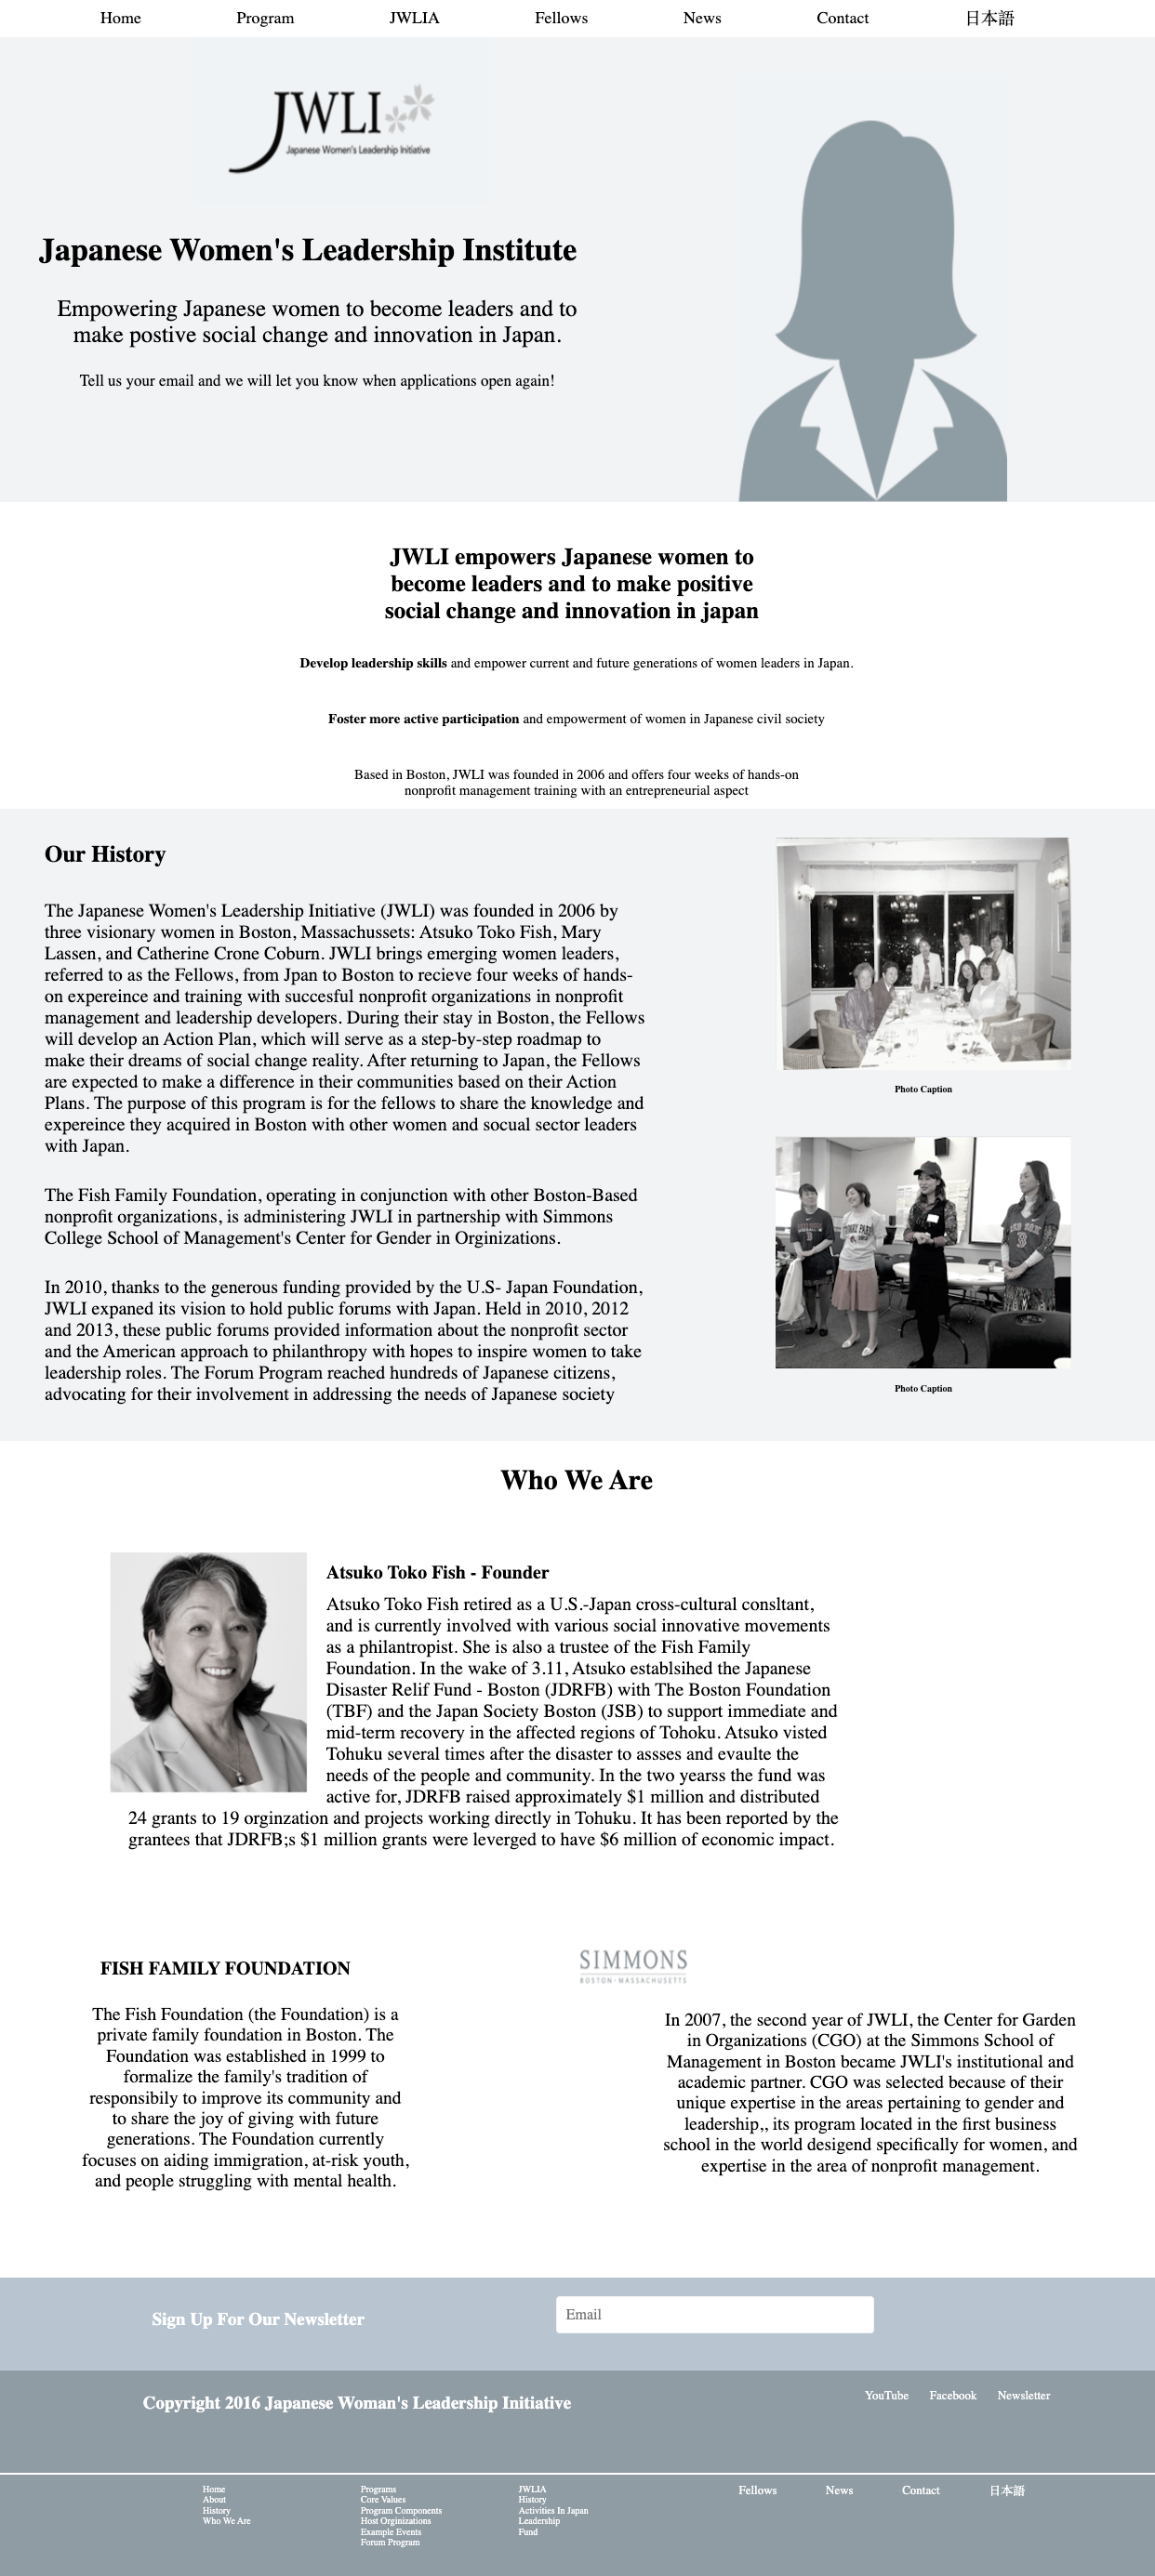 Home Program JWLIA Fellows News Contact 日本語
JWLI
Japanese Women's Leadership Initiative
Japanese Women's Leadership Institute
Empowering Japanese women to become leaders and to
make postive social change and innovation in Japan.
Tell us your email and we will let you know when applications open again!
JWLI empowers Japanese women to
become leaders and to make positive
social change and innovation in japan
Develop leadership skills and empower current and future generations of women leaders in Japan.
Foster more active participation and empowerment of women in Japanese civil society
Based in Boston, JWLI was founded in 2006 and offers four weeks of hands-on
nonprofit management training with an entrepreneurial aspect
Our History
The Japanese Women's Leadership Initiative (JWLI) was founded in 2006 by
three visionary women in Boston, Massachussets: Atsuko Toko Fish, Mary
Lassen, and Catherine Crone Coburn. JWLI brings emerging women leaders,
referred to as the Fellows, from Jpan to Boston to recieve four weeks of hands-
on expereince and training with succesful nonprofit organizations in nonprofit
management and leadership developers. During their stay in Boston, the Fellows
will develop an Action Plan, which will serve as a step-by-step roadmap to
make their dreams of social change reality. After returning to Japan, the Fellows
are expected to make a difference in their communities based on their Action
Plans. The purpose of this program is for the fellows to share the knowledge and
expereince they acquired in Boston with other women and socual sector leaders
with Japan.
The Fish Family Foundation, operating in conjunction with other Boston-Based
nonprofit organizations, is administering JWLI in partnership with Simmons
College School of Management's Center for Gender in Orginizations.
In 2010, thanks to the generous funding provided by the U.S- Japan Foundation,
JWLI expaned its vision to hold public forums with Japan. Held in 2010, 2012
and 2013, these public forums provided information about the nonprofit sector
and the American approach to philanthropy with hopes to inspire women to take
leadership roles. The Forum Program reached hundreds of Japanese citizens,
advocating for their involvement in addressing the needs of Japanese society
Photo Caption
Photo Caption
Who We Are
Atsuko Toko Fish - Founder
Atsuko Toko Fish retired as a U.S.-Japan cross-cultural consltant,
and is currently involved with various social innovative movements
as a philantropist. She is also a trustee of the Fish Family
Foundation. In the wake of 3.11, Atsuko establsihed the Japanese
Disaster Relif Fund - Boston (JDRFB) with The Boston Foundation
(TBF) and the Japan Society Boston (JSB) to support immediate and
mid-term recovery in the affected regions of Tohoku. Atsuko visted
Tohuku several times after the disaster to assses and evaulte the
needs of the people and community. In the two yearss the fund was
active for, JDRFB raised approximately $1 million and distributed
24 grants to 19 orginzation and projects working directly in Tohuku. It has been reported by the
grantees that JDRFB;s $1 million grants were leverged to have $6 million of economic impact.
FISH FAMILY FOUNDATION
The Fish Foundation (the Foundation) is a
private family foundation in Boston. The
Foundation was established in 1999 to
formalize the family's tradition of
responsibily to improve its community and
to share the joy of giving with future
generations. The Foundation currently
focuses on aiding immigration, at-risk youth,
and people struggling with mental health.
SIMMONS
BOSTON·MASSACHUSETTS
In 2007, the second year of JWLI, the Center for Garden
in Organizations (CGO) at the Simmons School of
Management in Boston became JWLI's institutional and
academic partner. CGO was selected because of their
unique expertise in the areas pertaining to gender and
leadership,, its program located in the first business
school in the world desigend specifically for women, and
expertise in the area of nonprofit management.
Sign Up For Our Newsletter
Email
Copyright 2016 Japanese Woman's Leadership Initiative
YouTube Facebook Newsletter
Home
About
History
Who We Are
Programs
Core Values
Program Components
Host Orginizations
Example Events
Forum Program
JWLIA
History
Activities In Japan
Leadership
Fund
Fellows News Contact 日本語